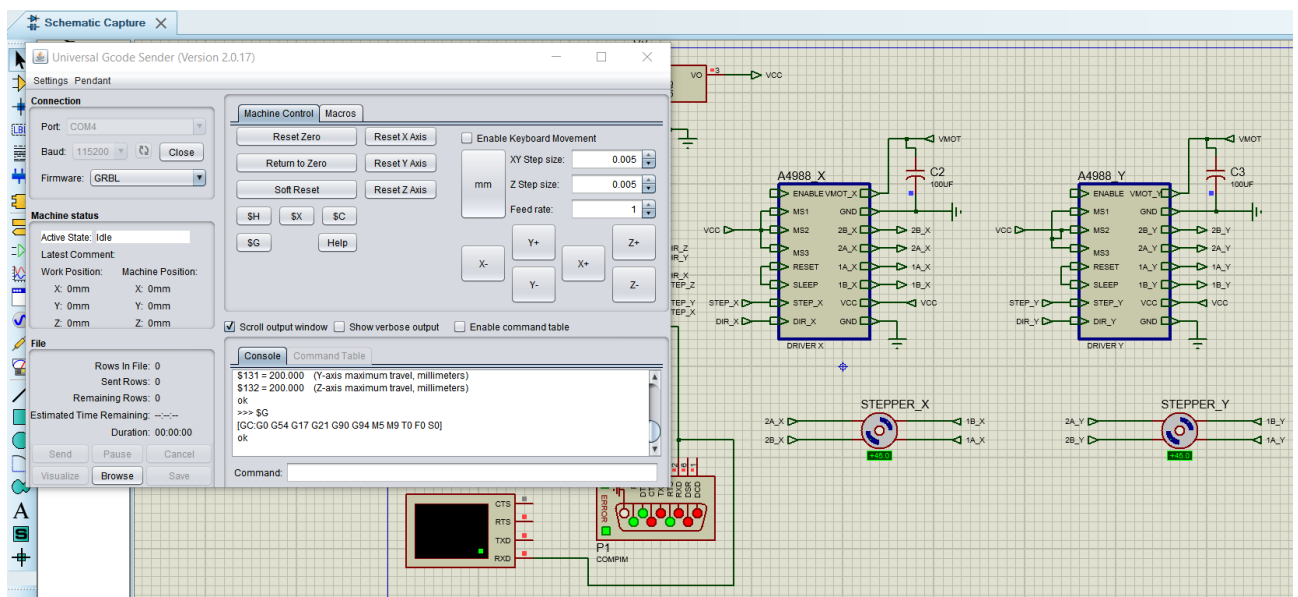 Schematic Capture
Universal Gcode Sender (Version 2.0.17)
Settings Pendant
Connection
Port: COM4
Baud: 115200 Close
Firmware: GRBL
Machine status
Active State: Idle
Latest Comment:
Work Position: Machine Position:
X: 0mm X: 0mm
Y: 0mm Y: 0mm
Z: 0mm Z: 0mm
File
Rows In File: 0
Sent Rows: 0
Remaining Rows: 0
Estimated Time Remaining: --:--:--
Duration: 00:00:00
Send Pause Cancel
Visualize Browse Save
Machine Control Macros
Reset Zero Reset X Axis
Return to Zero Reset Y Axis
Soft Reset Reset Z Axis
$H $X $C
$G Help
Enable Keyboard Movement
mm
XY Step size: 0.005
Z Step size: 0.005
Feed rate: 1
Y+ Z+
X- X+
Y- Z-
Scroll output window Show verbose output Enable command table
Console Command Table
$131 = 200.000 (Y-axis maximum travel, millimeters)
$132 = 200.000 (Z-axis maximum travel, millimeters)
ok
>>> $G
[GC:G0 G54 G17 G21 G90 G94 M5 M9 T0 F0 S0]
ok
Command:
VO 3 VCC
IR_Z
IR_Y
IR_X
TEP_Z
TEP_Y
TEP_X
VMOT
C2
100UF
A4988_X
ENABLE VMOT_X
MS1 GND
VCC MS2 2B_X 2B_X
MS3 2A_X 2A_X
RESET 1A_X 1A_X
SLEEP 1B_X 1B_X
STEP_X STEP_X VCC VCC
DIR_X DIR_X GND
DRIVER X
VMOT
C3
100UF
A4988_Y
ENABLE VMOT_Y
MS1 GND
VCC MS2 2B_Y 2B_Y
MS3 2A_Y 2A_Y
RESET 1A_Y 1A_Y
SLEEP 1B_Y 1B_Y
STEP_Y STEP_Y VCC VCC
DIR_Y DIR_Y GND
DRIVER Y
STEPPER_X
2A_X 1B_X
2B_X 1A_X
+45.0
STEPPER_Y
2A_Y 1B_Y
2B_Y 1A_Y
+45.0
CTS
RTS
TXD
RXD
ERROR
RXD
DSR
DCD
P1
COMPIM
A
S